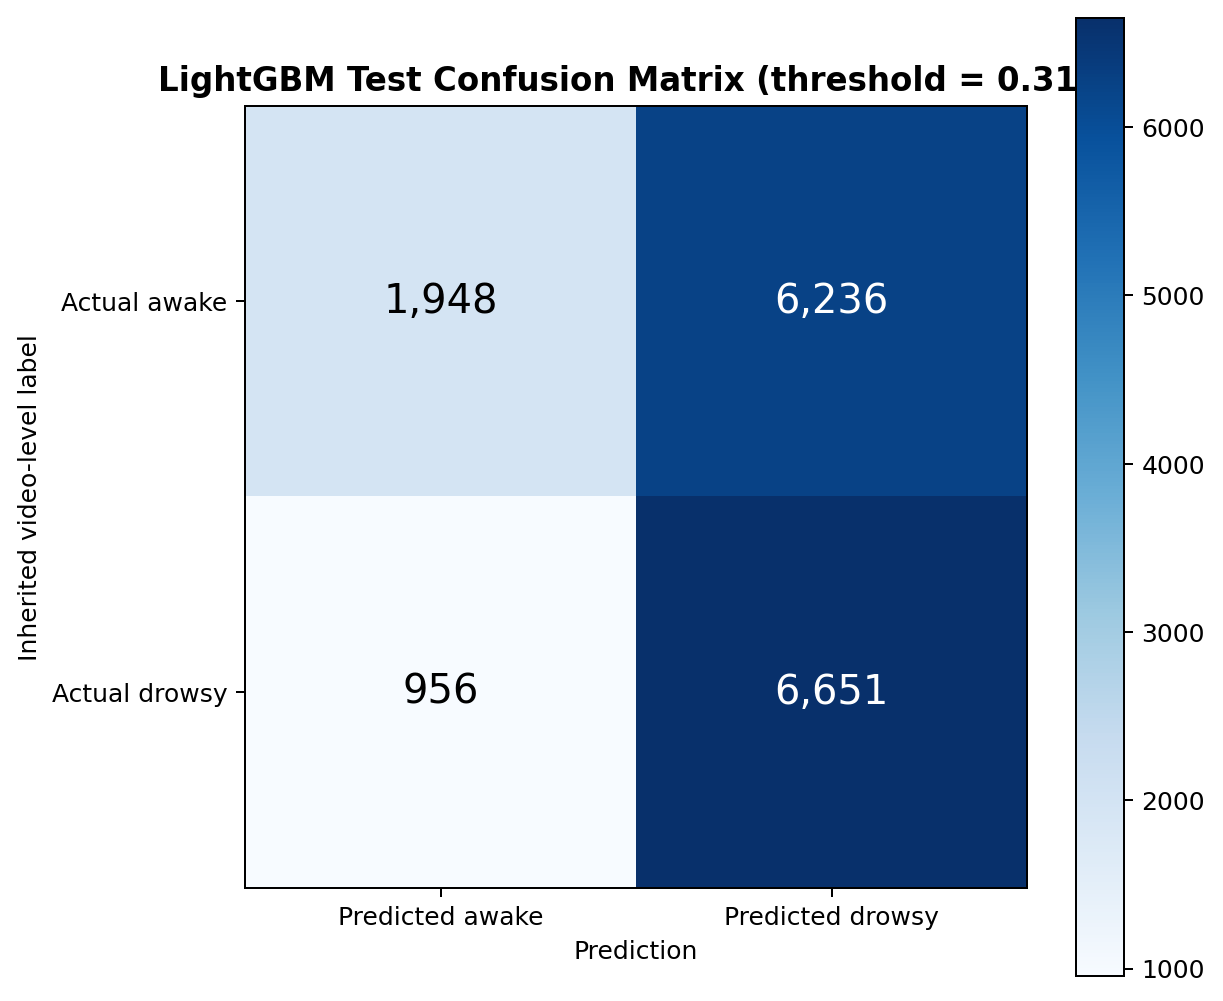 LightGBM Test Confusion Matrix (threshold = 0.31
6000
Actual awake
1,948
6,236
5000
4000
Inherited video-level label
3000
Actual drowsy
956
6,651
2000
Predicted awake
Predicted drowsy
Prediction
1000